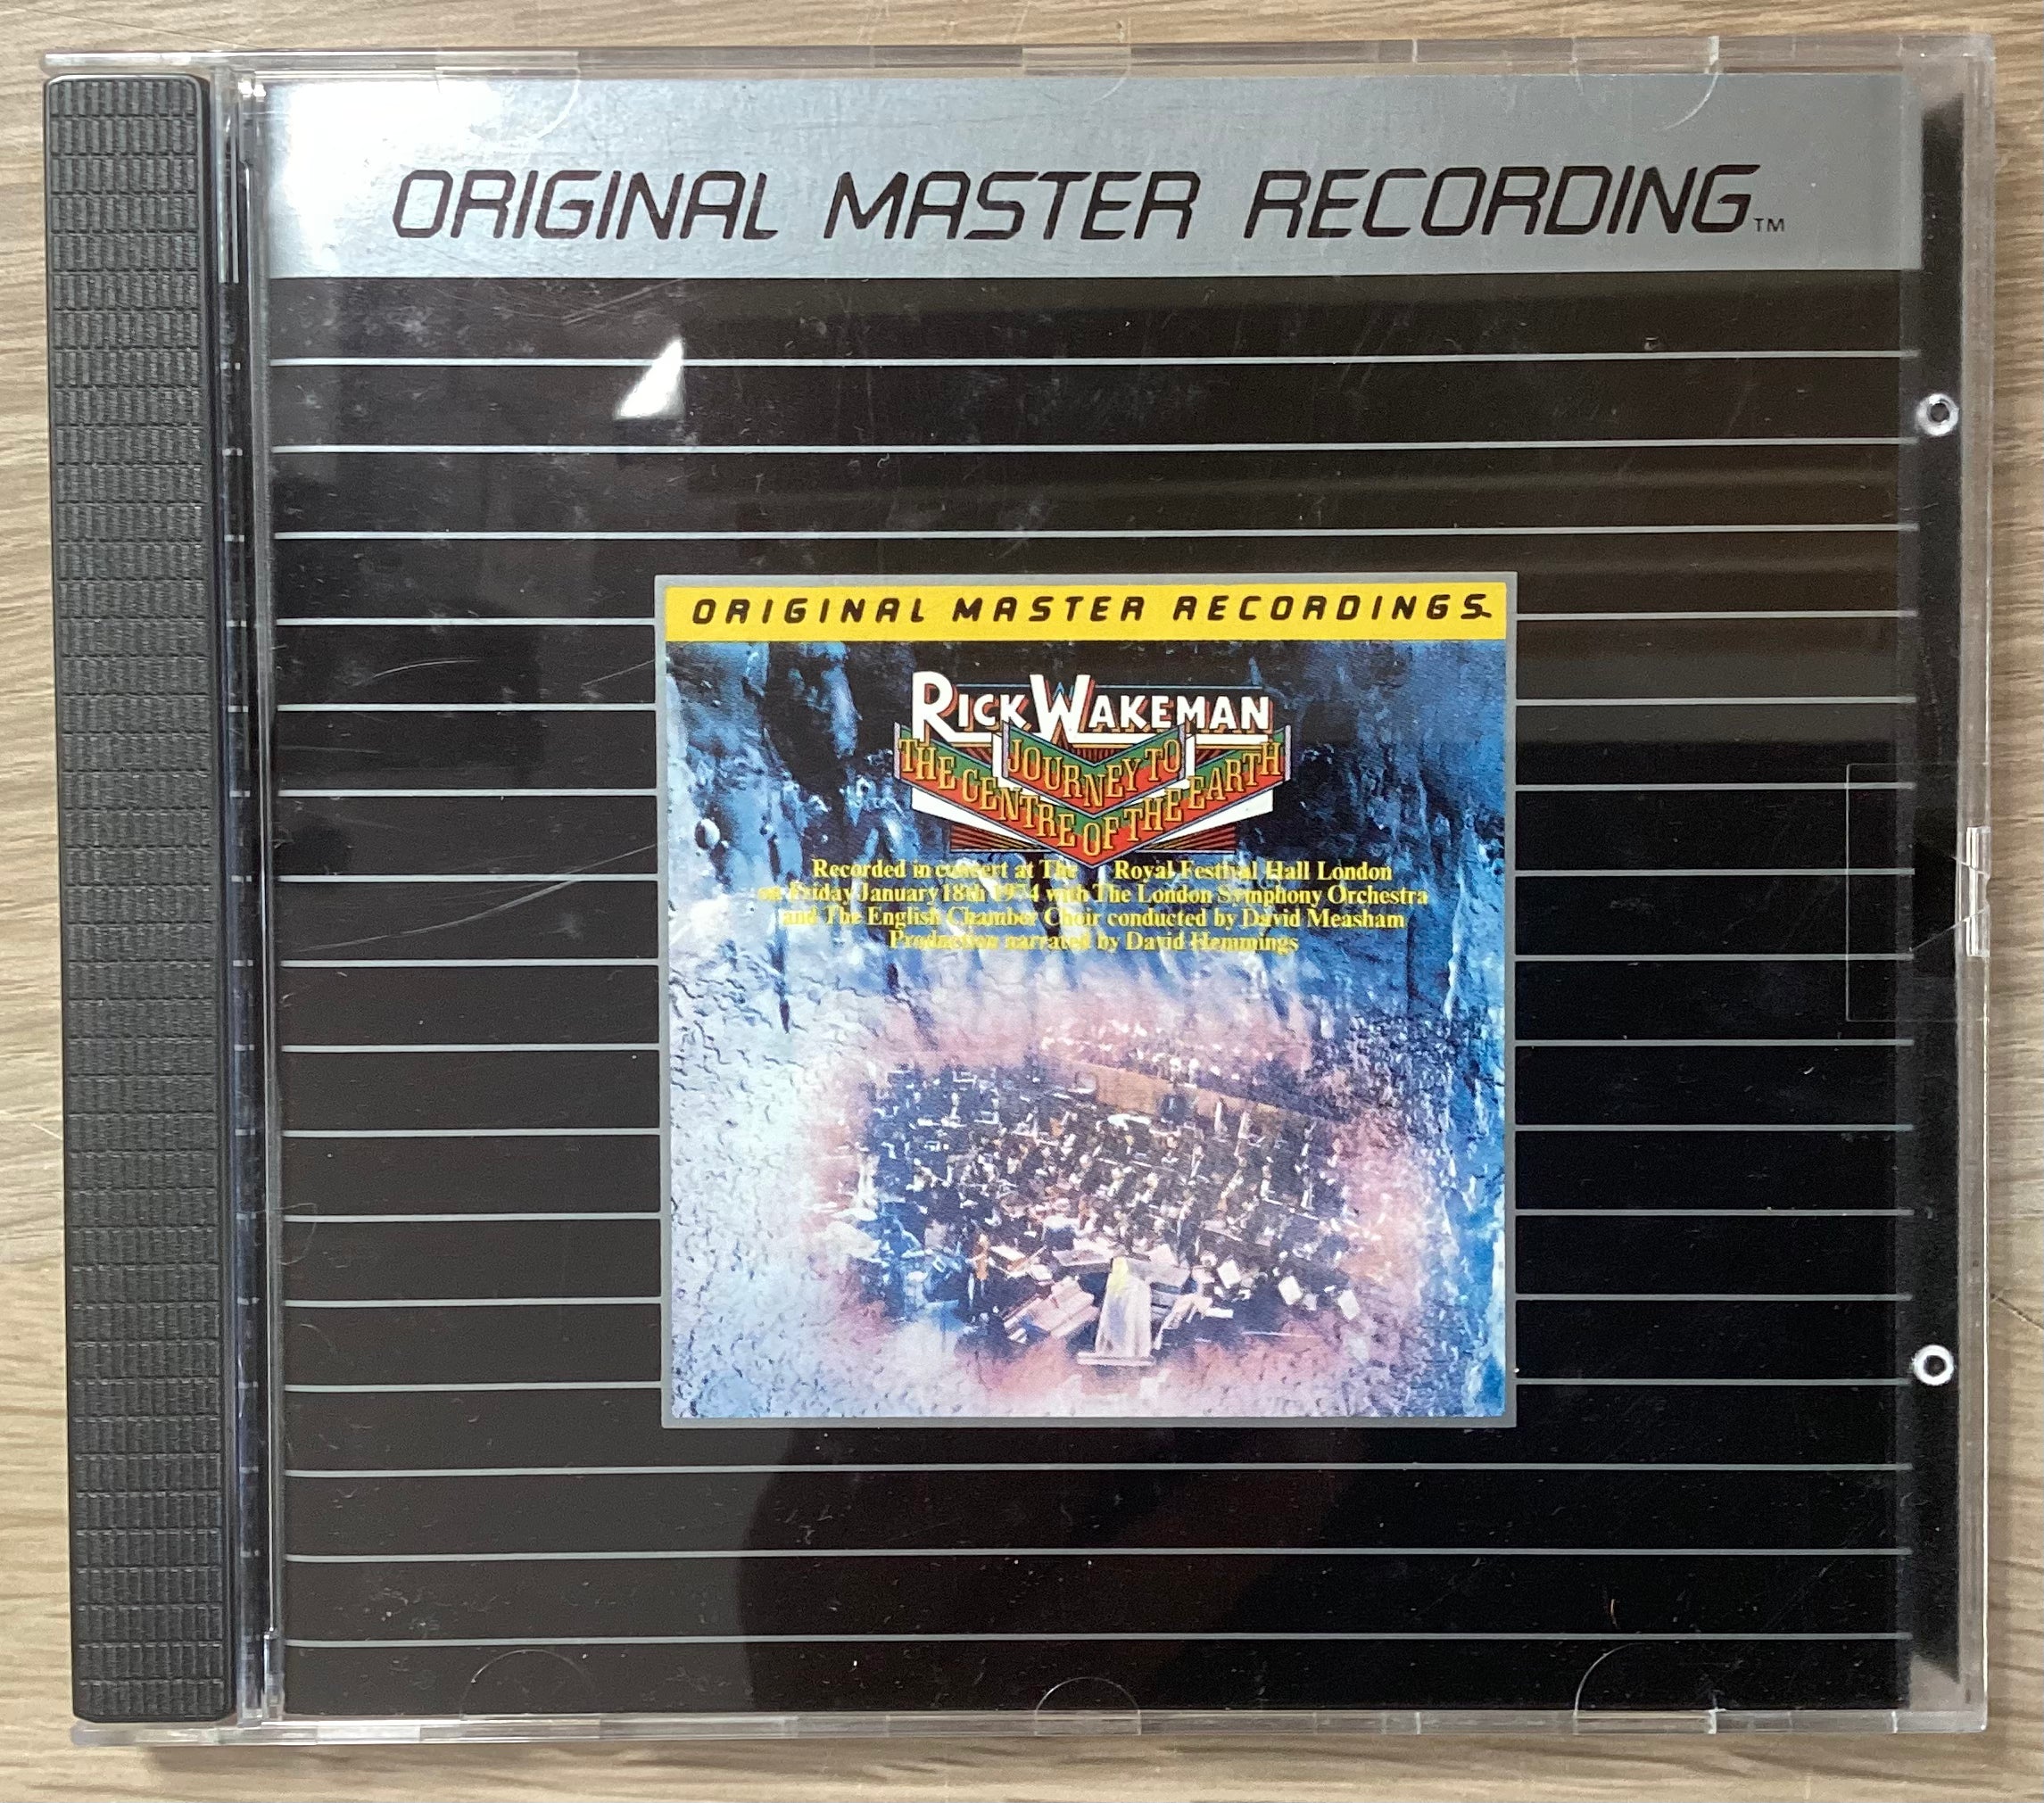 ORIGINAL MASTER RECORDING™
ORIGINAL MASTER RECORDINGS
RICK WAKEMAN
JOURNEY TO
THE CENTRE OF THE EARTH
Recorded in concert at The Royal Festival Hall London
on Friday January 18th 1974 with The London Symphony Orchestra
and The English Chamber Choir conducted by David Measham
Production narrated by David Hemmings